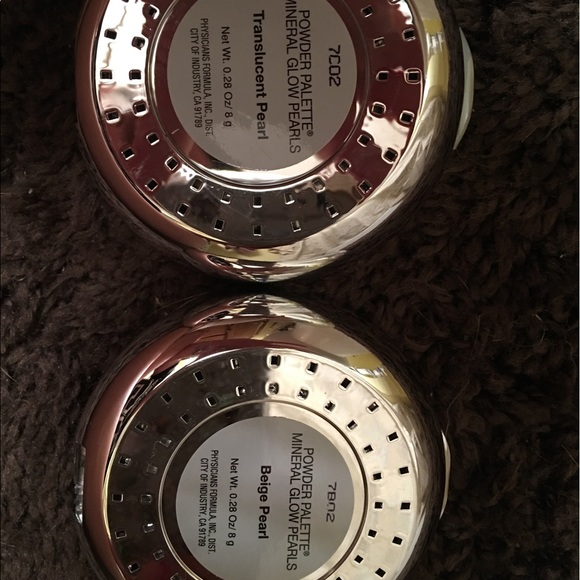 7C02
POWDER PALETTE®
MINERAL GLOW PEARLS
Translucent Pearl
Net Wt. 0.28 Oz/ 8 g
PHYSICIANS FORMULA, INC., DIST.
CITY OF INDUSTRY, CA 91789
7B02
POWDER PALETTE®
MINERAL GLOW PEARLS
Beige Pearl
Net Wt. 0.28 Oz/ 8 g
PHYSICIANS FORMULA, INC., DIST.
CITY OF INDUSTRY, CA 91789